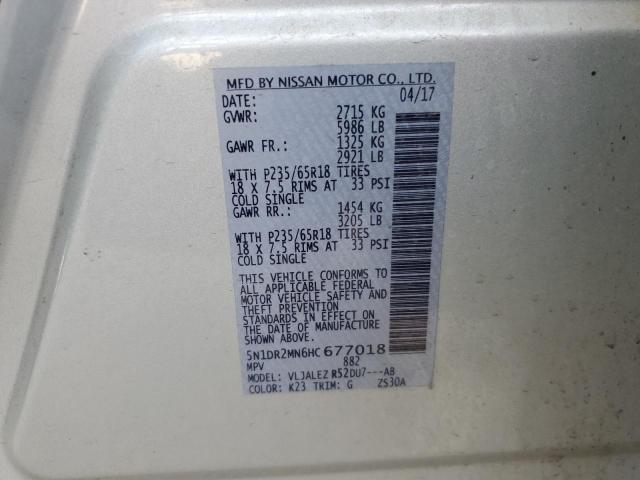 MFD BY NISSAN MOTOR CO., LTD.
DATE: 04/17
GVWR: 2715 KG
5986 LB
GAWR FR.: 1325 KG
2921 LB
WITH P235/65R18 TIRES
18 X 7.5 RIMS AT 33 PSI
COLD SINGLE
GAWR RR.: 1454 KG
3205 LB
WITH P235/65R18 TIRES
18 X 7.5 RIMS AT 33 PSI
COLD SINGLE
THIS VEHICLE CONFORMS TO
ALL APPLICABLE FEDERAL
MOTOR VEHICLE SAFETY AND
THEFT PREVENTION
STANDARDS IN EFFECT ON
THE DATE OF MANUFACTURE
SHOWN ABOVE.
5N1DR2MN6HC677018
MPV 882
MODEL: VLJALEZ R52DU7---AB
COLOR: K23 TRIM: G ZS30A